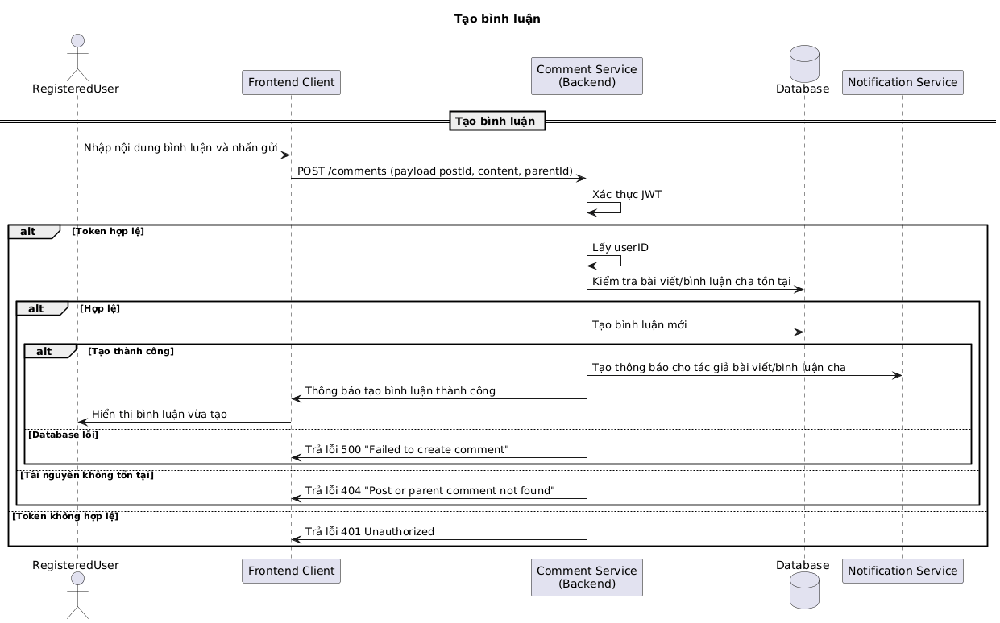 Tạo bình luận
RegisteredUser
Frontend Client
Comment Service
(Backend)
Database
Notification Service
Tạo bình luận
Nhập nội dung bình luận và nhấn gửi
POST /comments (payload postId, content, parentId)
Xác thực JWT
alt [Token hợp lệ]
Lấy userID
Kiểm tra bài viết/bình luận cha tồn tại
alt [Hợp lệ]
Tạo bình luận mới
alt [Tạo thành công]
Tạo thông báo cho tác giả bài viết/bình luận cha
Thông báo tạo bình luận thành công
Hiển thị bình luận vừa tạo
[Database lỗi]
Trả lỗi 500 "Failed to create comment"
[Tài nguyên không tồn tại]
Trả lỗi 404 "Post or parent comment not found"
[Token không hợp lệ]
Trả lỗi 401 Unauthorized
RegisteredUser
Frontend Client
Comment Service
(Backend)
Database
Notification Service